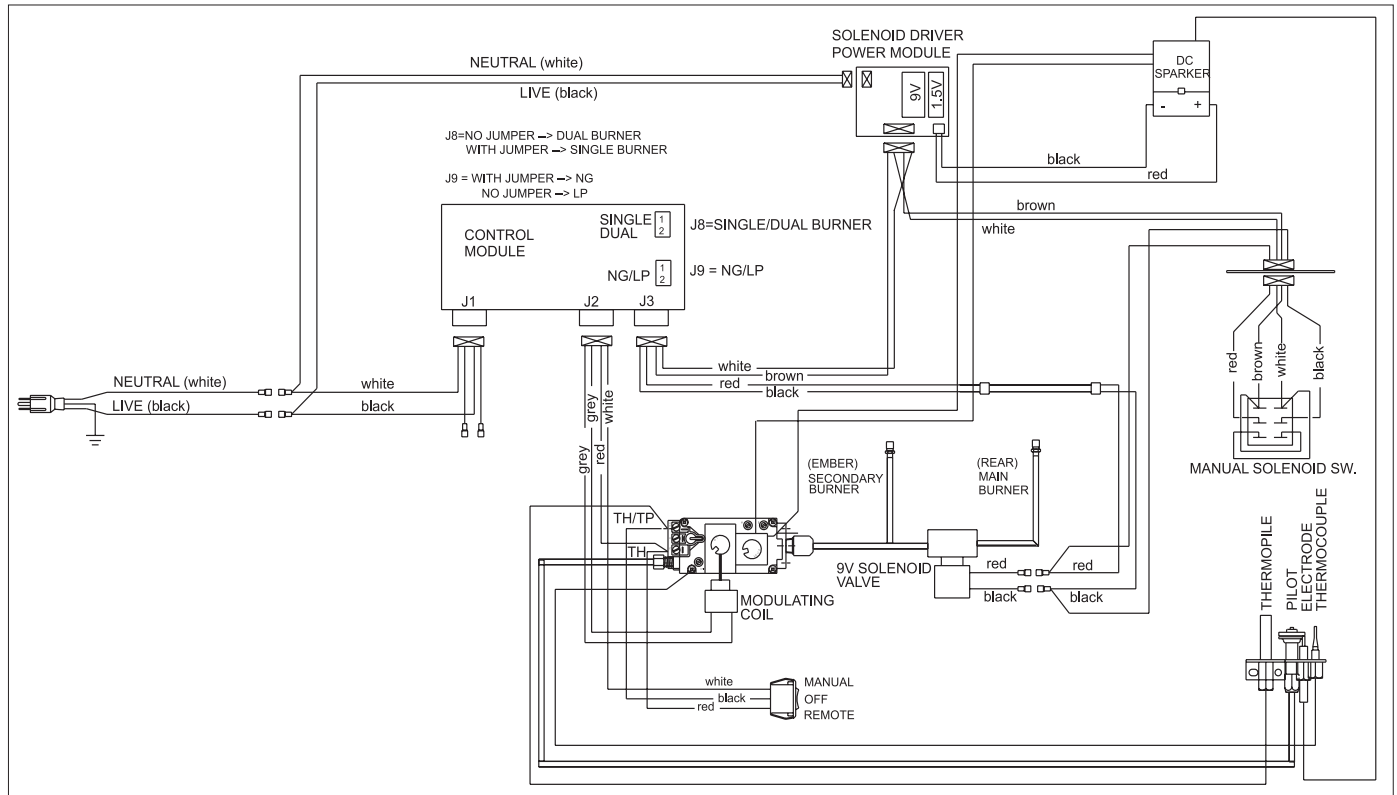 SOLENOID DRIVER
POWER MODULE
NEUTRAL (white)
LIVE (black)
9V
1.5V
DC
SPARKER
- +
black
red
J8=NO JUMPER –> DUAL BURNER
WITH JUMPER –> SINGLE BURNER
J9 = WITH JUMPER –> NG
NO JUMPER –> LP
brown
white
CONTROL
MODULE
SINGLE
DUAL
1
2
J8=SINGLE/DUAL BURNER
NG/LP
1
2
J9 = NG/LP
J1
J2
J3
red
brown
white
black
MANUAL SOLENOID SW.
white
brown
red
black
NEUTRAL (white)
LIVE (black)
white
black
grey
grey
red
white
(EMBER)
SECONDARY
BURNER
(REAR)
MAIN
BURNER
TH/TP
TH
9V SOLENOID
VALVE
red
red
black
black
MODULATING
COIL
white
black
red
MANUAL
OFF
REMOTE
THERMOPILE
PILOT
ELECTRODE
THERMOCOUPLE